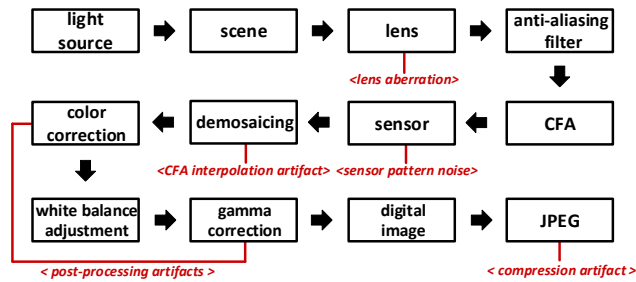 light
source
scene
lens
anti-aliasing
filter
<lens aberration>
color
correction
demosaicing
sensor
CFA
<CFA interpolation artifact>
<sensor pattern noise>
white balance
adjustment
gamma
correction
digital
image
JPEG
< post-processing artifacts >
< compression artifact >